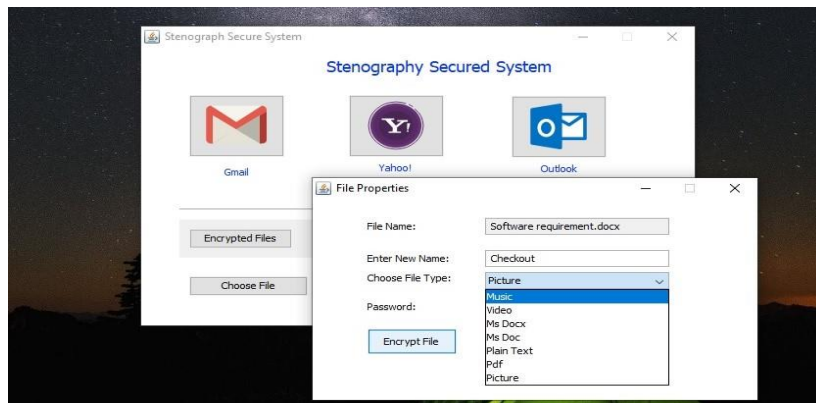 Stenograph Secure System
Stenography Secured System
Y!
Gmail
Yahoo!
Outlook
Encrypted Files
Choose File
File Properties
File Name:
Software requirement.docx
Enter New Name:
Checkout
Choose File Type:
Picture
Music
Video
Ms Docx
Ms Doc
Plain Text
Pdf
Picture
Password:
Encrypt File